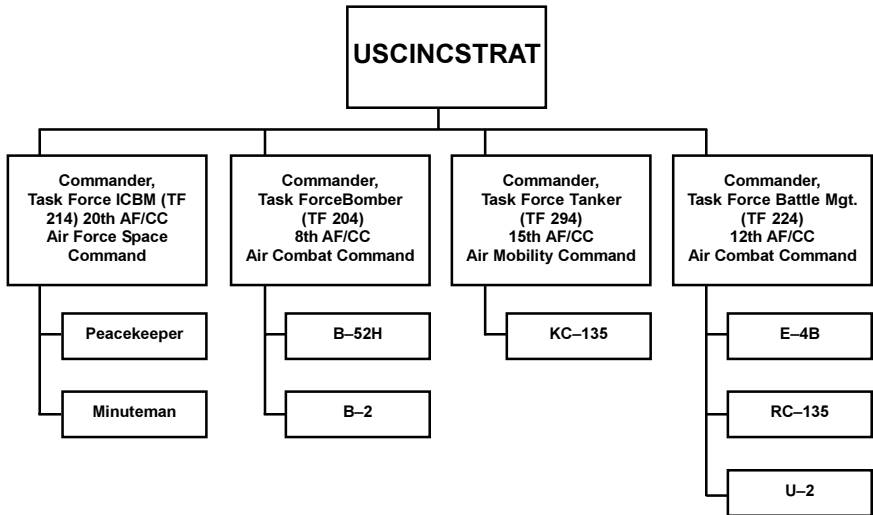 USCINCSTRAT
Commander,
Task Force ICBM (TF
214) 20th AF/CC
Air Force Space
Command
Commander,
Task ForceBomber
(TF 204)
8th AF/CC
Air Combat Command
Commander,
Task Force Tanker
(TF 294)
15th AF/CC
Air Mobility Command
Commander,
Task Force Battle Mgt.
(TF 224)
12th AF/CC
Air Combat Command
Peacekeeper
Minuteman
B–52H
B–2
KC–135
E–4B
RC–135
U–2